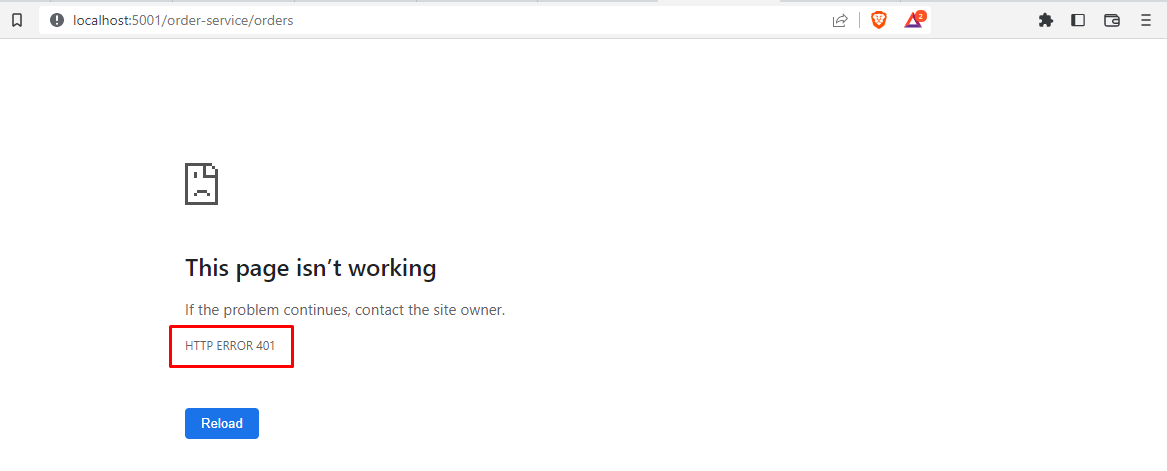 localhost:5001/order-service/orders
2
This page isn’t working
If the problem continues, contact the site owner.
HTTP ERROR 401
Reload